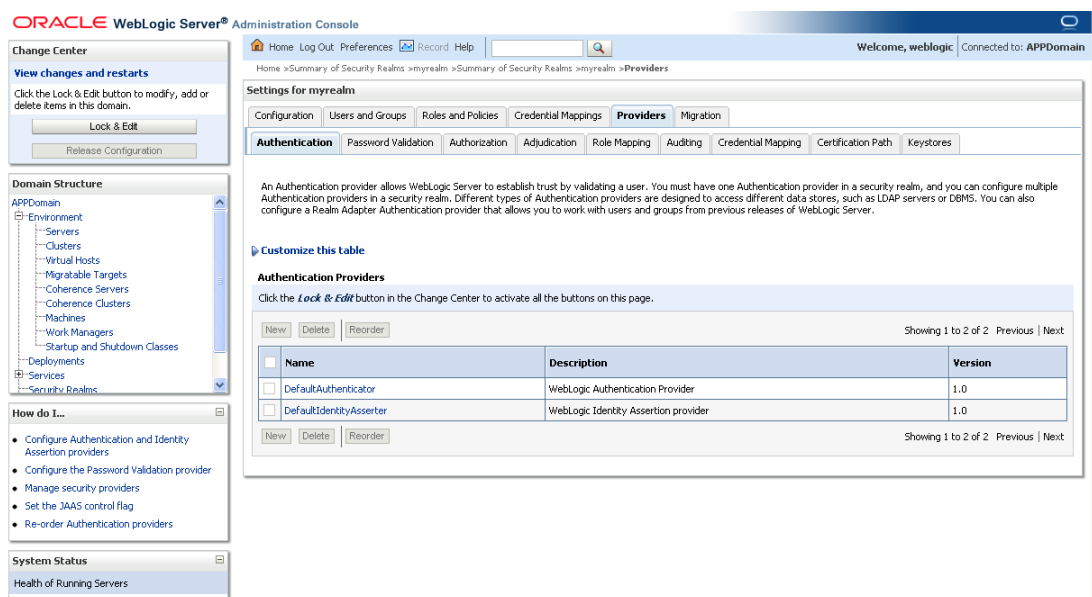 ORACLE WebLogic Server® Administration Console
Change Center
View changes and restarts
Click the Lock & Edit button to modify, add or
delete items in this domain.
Lock & Edit
Release Configuration
Domain Structure
APPDomain
Environment
Servers
Clusters
Virtual Hosts
Migratable Targets
Coherence Servers
Coherence Clusters
Machines
Work Managers
Startup and Shutdown Classes
Deployments
Services
Security Realms
How do I...
Configure Authentication and Identity
Assertion providers
Configure the Password Validation provider
Manage security providers
Set the JAAS control flag
Re-order Authentication providers
System Status
Health of Running Servers
Home Log Out Preferences Record Help
Welcome, weblogic Connected to: APPDomain
Home >Summary of Security Realms >myrealm >Summary of Security Realms >myrealm >Providers
Settings for myrealm
Configuration Users and Groups Roles and Policies Credential Mappings Providers Migration
Authentication Password Validation Authorization Adjudication Role Mapping Auditing Credential Mapping Certification Path Keystores
An Authentication provider allows WebLogic Server to establish trust by validating a user. You must have one Authentication provider in a security realm, and you can configure multiple
Authentication providers in a security realm. Different types of Authentication providers are designed to access different data stores, such as LDAP servers or DBMS. You can also
configure a Realm Adapter Authentication provider that allows you to work with users and groups from previous releases of WebLogic Server.
Customize this table
Authentication Providers
Click the Lock & Edit button in the Change Center to activate all the buttons on this page.
New Delete Reorder Showing 1 to 2 of 2 Previous | Next
Name Description Version
DefaultAuthenticator WebLogic Authentication Provider 1.0
DefaultIdentityAsserter WebLogic Identity Assertion provider 1.0
New Delete Reorder Showing 1 to 2 of 2 Previous | Next